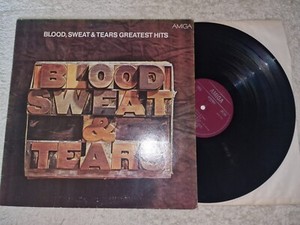 BLOOD, SWEAT & TEARS GREATEST HITS
AMIGA
BLOOD
SWEAT
&
TEARS